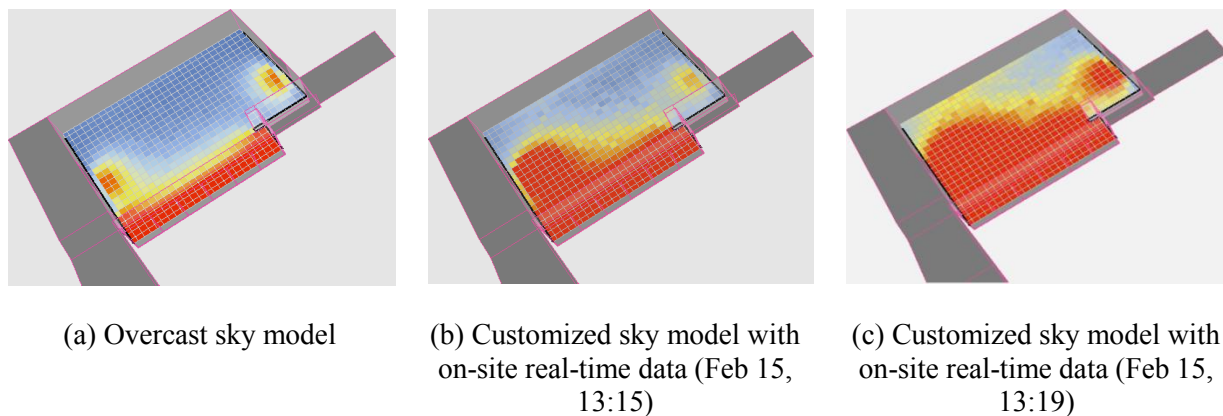 (a) Overcast sky model
(b) Customized sky model with
on-site real-time data (Feb 15,
13:15)
(c) Customized sky model with
on-site real-time data (Feb 15,
13:19)